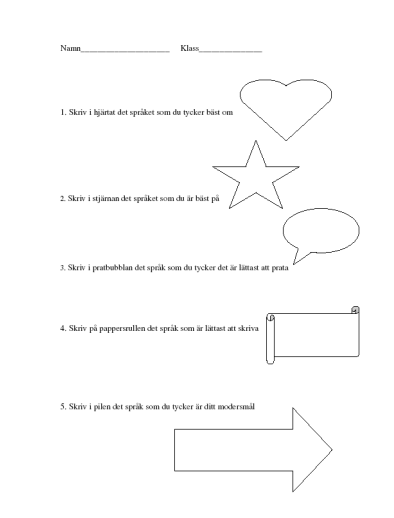 Namn______________________ Klass________________
1. Skriv i hjärtat det språket som du tycker bäst om
2. Skriv i stjärnan det språket som du är bäst på
3. Skriv i pratbubblan det språk som du tycker det är lättast att prata
4. Skriv på pappersrullen det språk som är lättast att skriva
5. Skriv i pilen det språk som du tycker är ditt modersmål